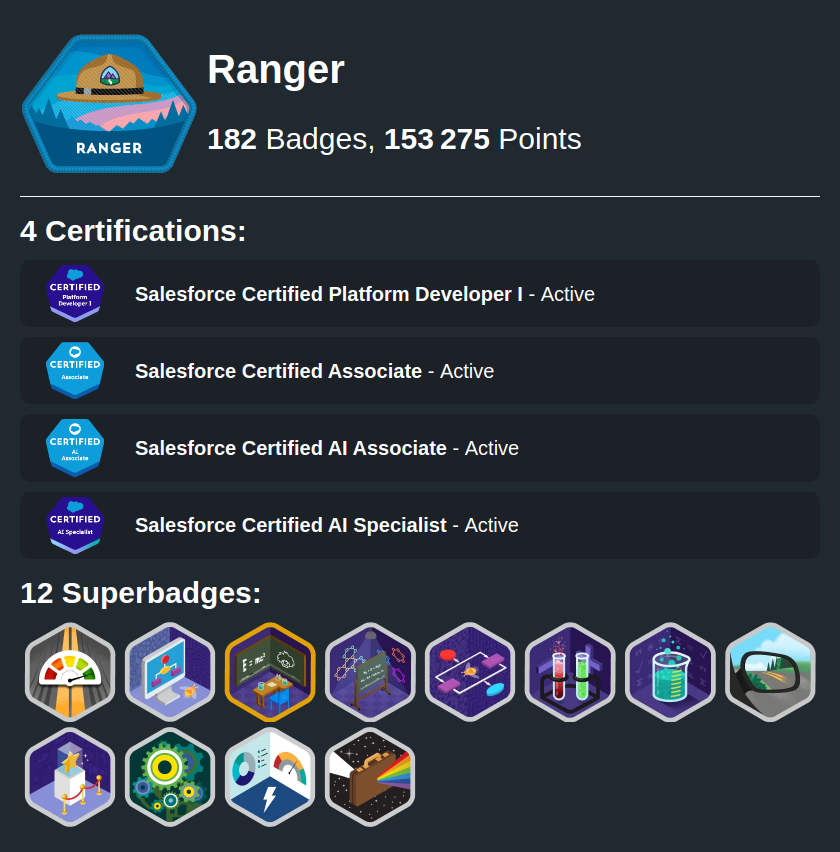 RANGER
Ranger
182 Badges, 153 275 Points
4 Certifications:
CERTIFIED
Platform
Developer I
Salesforce Certified Platform Developer I - Active
CERTIFIED
Associate
Salesforce Certified Associate - Active
CERTIFIED
AI
Associate
Salesforce Certified AI Associate - Active
CERTIFIED
AI Specialist
Salesforce Certified AI Specialist - Active
12 Superbadges:
E = mc²